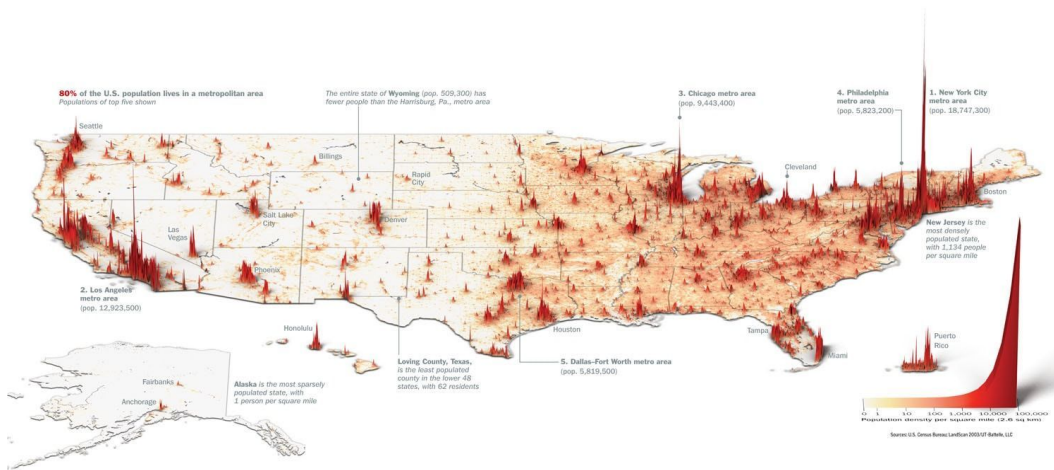 80% of the U.S. population lives in a metropolitan area
Populations of top five shown
The entire state of Wyoming (pop. 509,300) has
fewer people than the Harrisburg, Pa., metro area
3. Chicago metro area
(pop. 9,443,400)
4. Philadelphia
metro area
(pop. 5,823,200)
1. New York City
metro area
(pop. 18,747,300)
Seattle
Billings
Rapid
City
Cleveland
Boston
Salt Lake
City
Denver
Las
Vegas
Phoenix
New Jersey is the
most densely
populated state,
with 1,134 people
per square mile
2. Los Angeles
metro area
(pop. 12,923,500)
Honolulu
Houston
Tampa
Miami
Puerto
Rico
Loving County, Texas,
is the least populated
county in the lower 48
states, with 62 residents
5. Dallas-Fort Worth metro area
(pop. 5,819,500)
Fairbanks
Anchorage
Alaska is the most sparsely
populated state, with
1 person per square mile
0 1 10 100 1,000 10,000 100,000
Population density per square mile (2.6 sq km)
Sources: U.S. Census Bureau; LandScan 2003/UT-Battelle, LLC